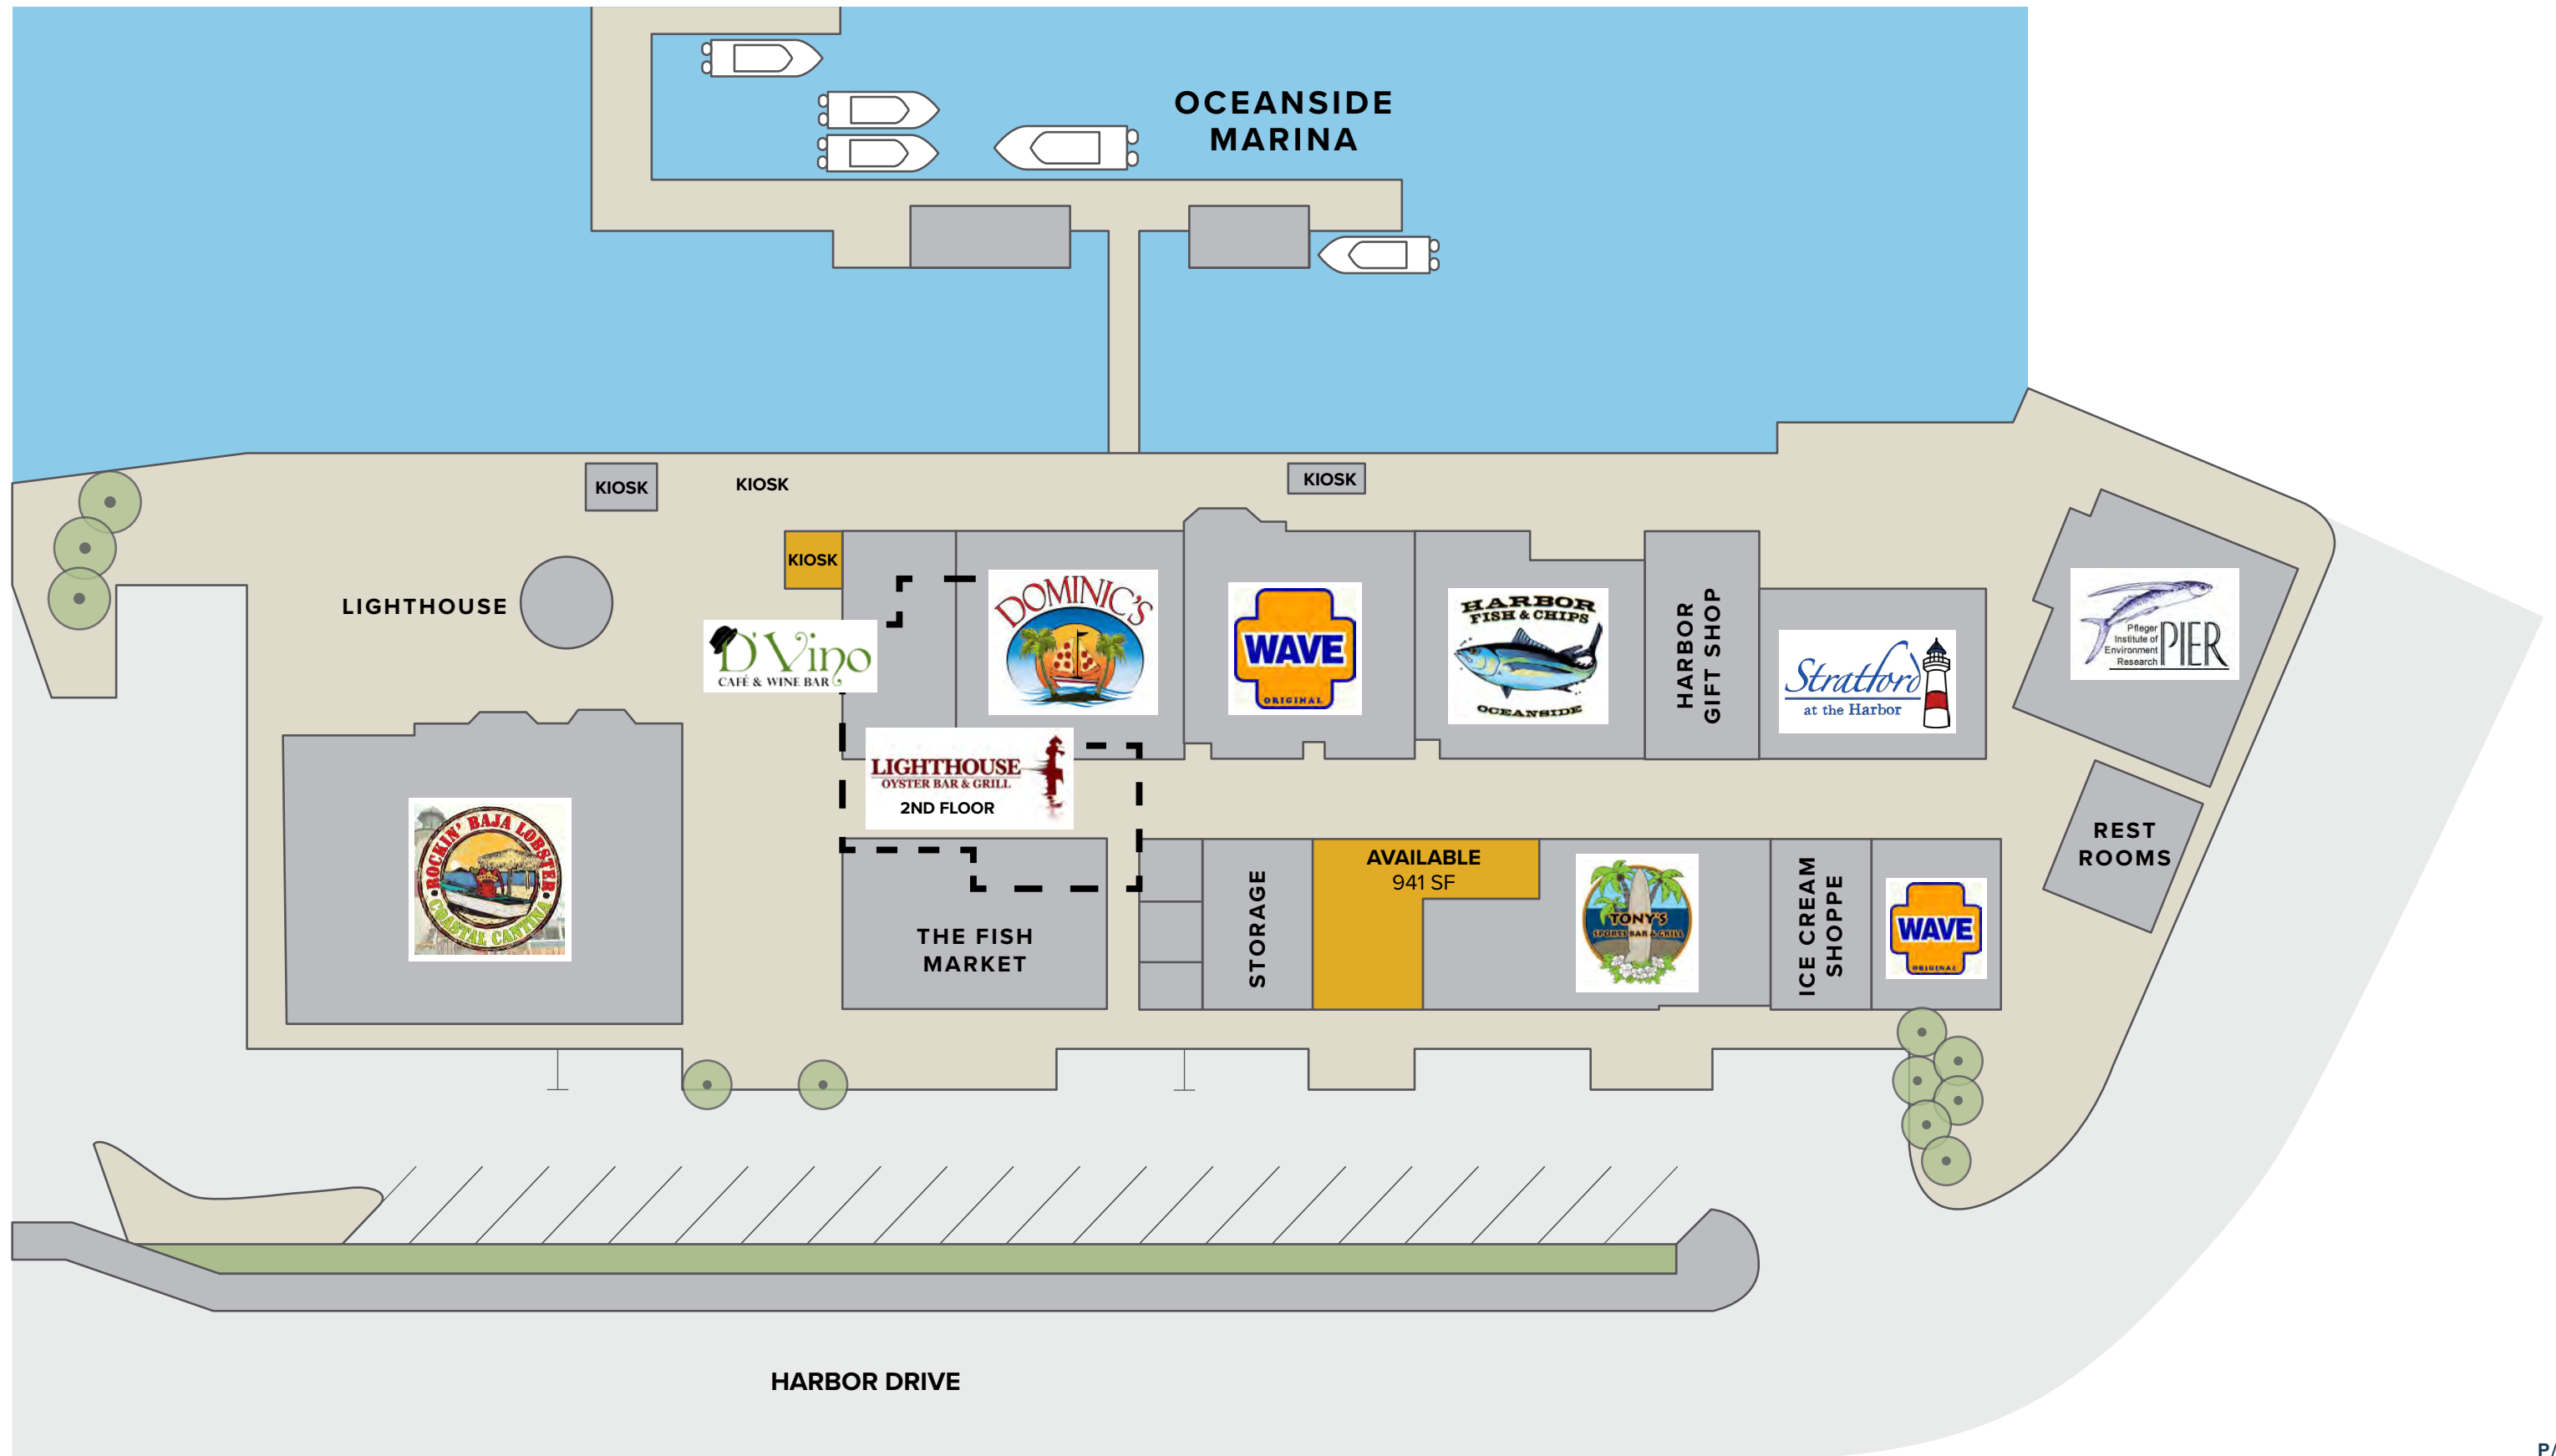 OCEANSIDE
MARINA
KIOSK
KIOSK
KIOSK
KIOSK
LIGHTHOUSE
D'Vino
CAFÉ & WINE BAR
DOMINIC'S
WAVE
ORIGINAL
HARBOR
FISH & CHIPS
OCEANSIDE
HARBOR
GIFT SHOP
Stratford
at the Harbor
Pfleger
Institute of
Environment
Research
PIER
LIGHTHOUSE
OYSTER BAR & GRILL
2ND FLOOR
ROCKIN' BAJA LOBSTER
COASTAL CANTINA
THE FISH
MARKET
STORAGE
AVAILABLE
941 SF
TONY'S
SPORTS BAR & GRILL
ICE CREAM
SHOPPE
WAVE
ORIGINAL
REST
ROOMS
HARBOR DRIVE